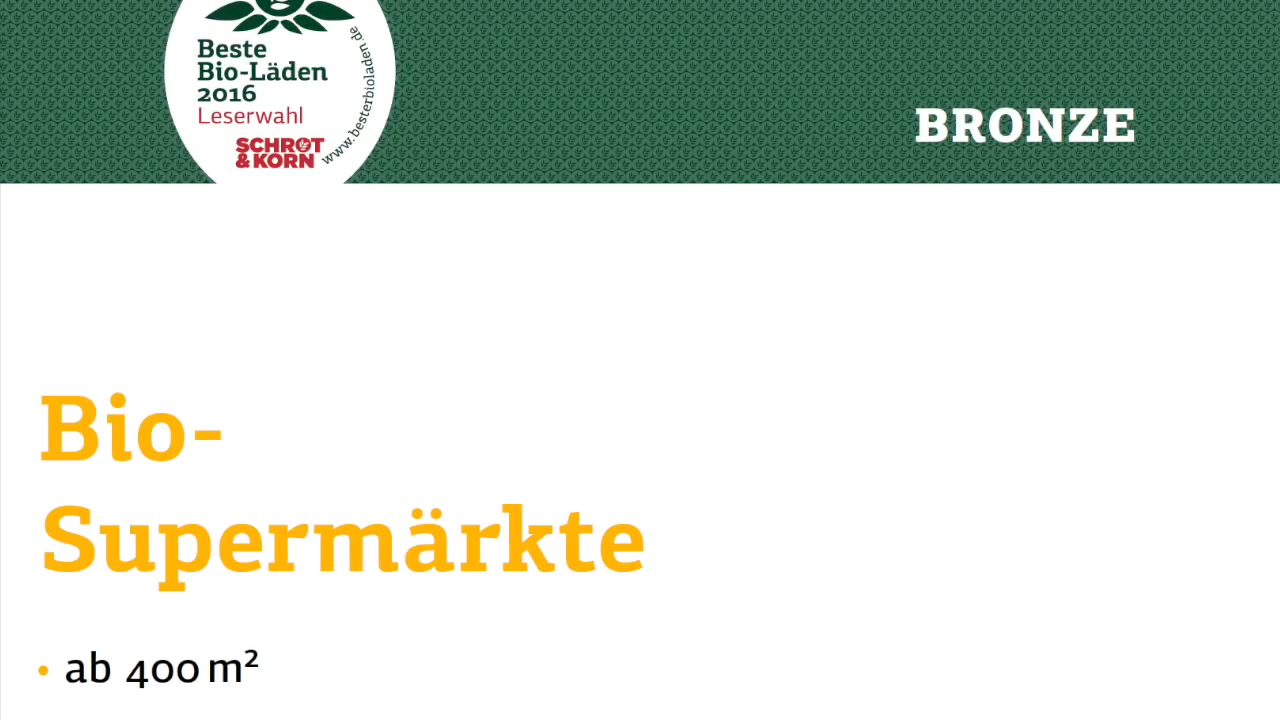 Beste
Bio-Läden
2016
Leserwahl
SCHROT
& KORN
www.besterbioladen.de
BRONZE
Bio-
Supermärkte
• ab 400 m²